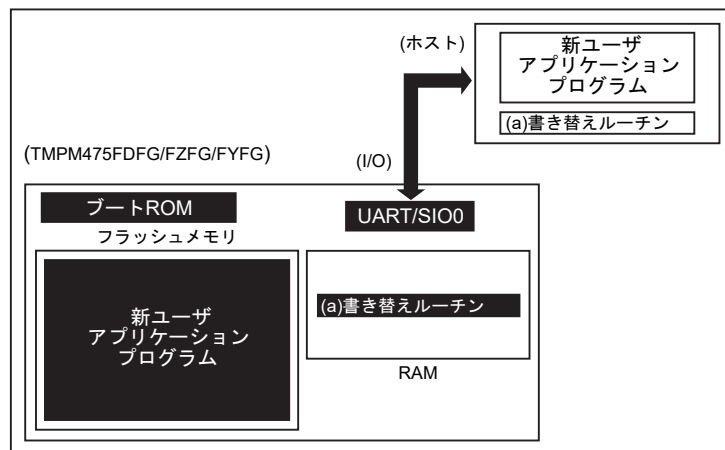 (ホスト)
新ユーザ
アプリケーション
プログラム
(a)書き替えルーチン
(I/O)
(TMPM475FDFG/FZFG/FYFG)
ブートROM
UART/SIO0
フラッシュメモリ
新ユーザ
アプリケーション
プログラム
(a)書き替えルーチン
RAM